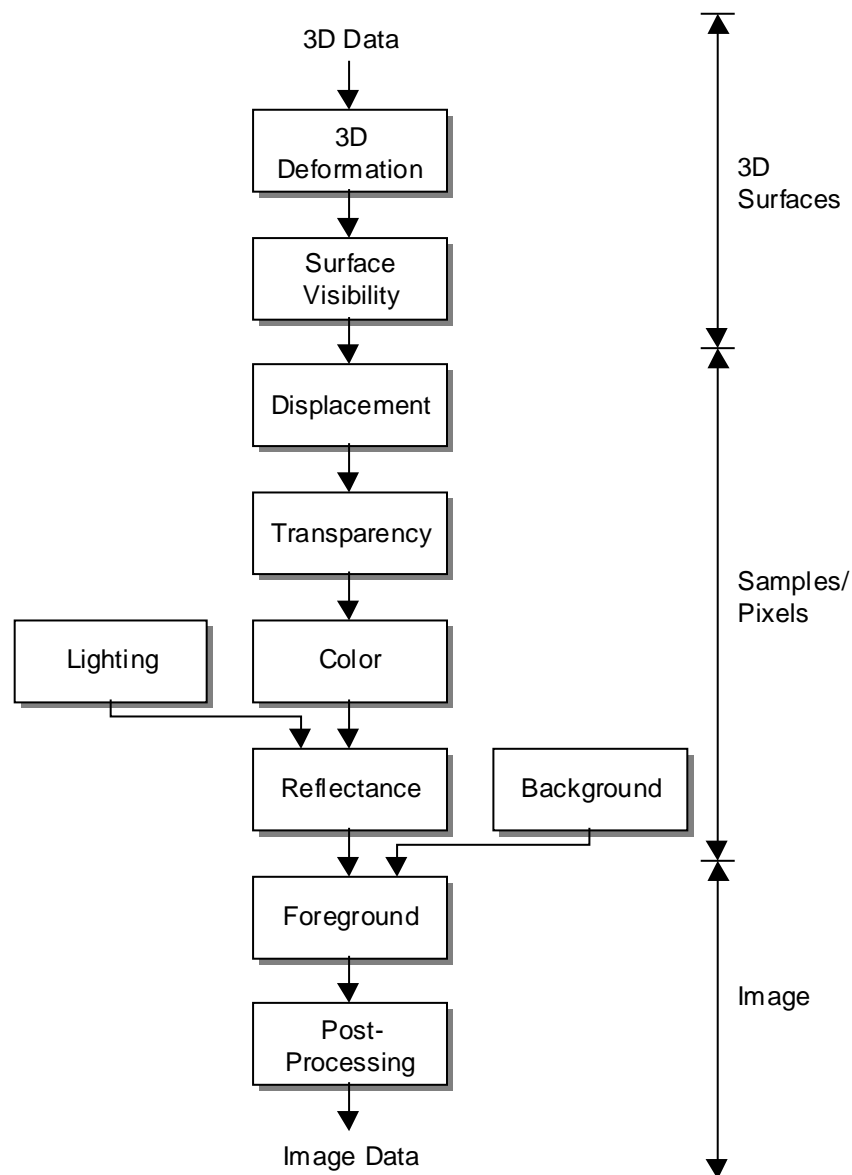 3D Data
3D
Deformation
3D
Surfaces
Surface
Visibility
Displacement
Transparency
Samples/
Pixels
Lighting
Color
Reflectance
Background
Foreground
Image
Post-
Processing
Image Data